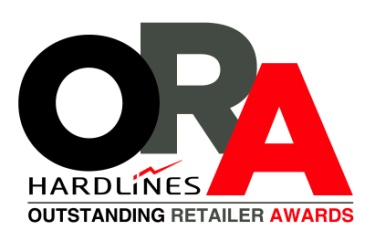 ORA
HARDLINES
OUTSTANDING RETAILER AWARDS